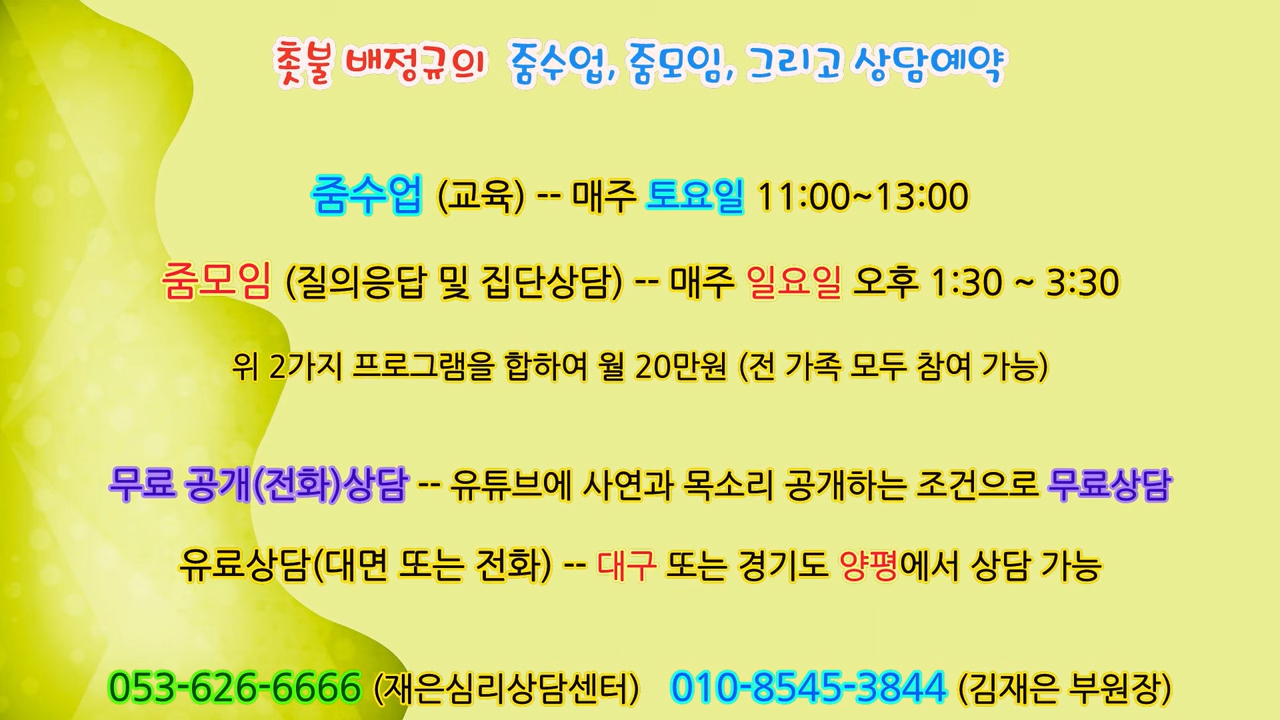 촛불 배정규의 줌수업, 줌모임, 그리고 상담예약
줌수업 (교육) -- 매주 토요일 11:00~13:00
줌모임 (질의응답 및 집단상담) -- 매주 일요일 오후 1:30 ~ 3:30
위 2가지 프로그램을 합하여 월 20만원 (전 가족 모두 참여 가능)
무료 공개(전화)상담 -- 유튜브에 사연과 목소리 공개하는 조건으로 무료상담
유료상담(대면 또는 전화) -- 대구 또는 경기도 양평에서 상담 가능
053-626-6666 (재은심리상담센터) 010-8545-3844 (김재은 부원장)